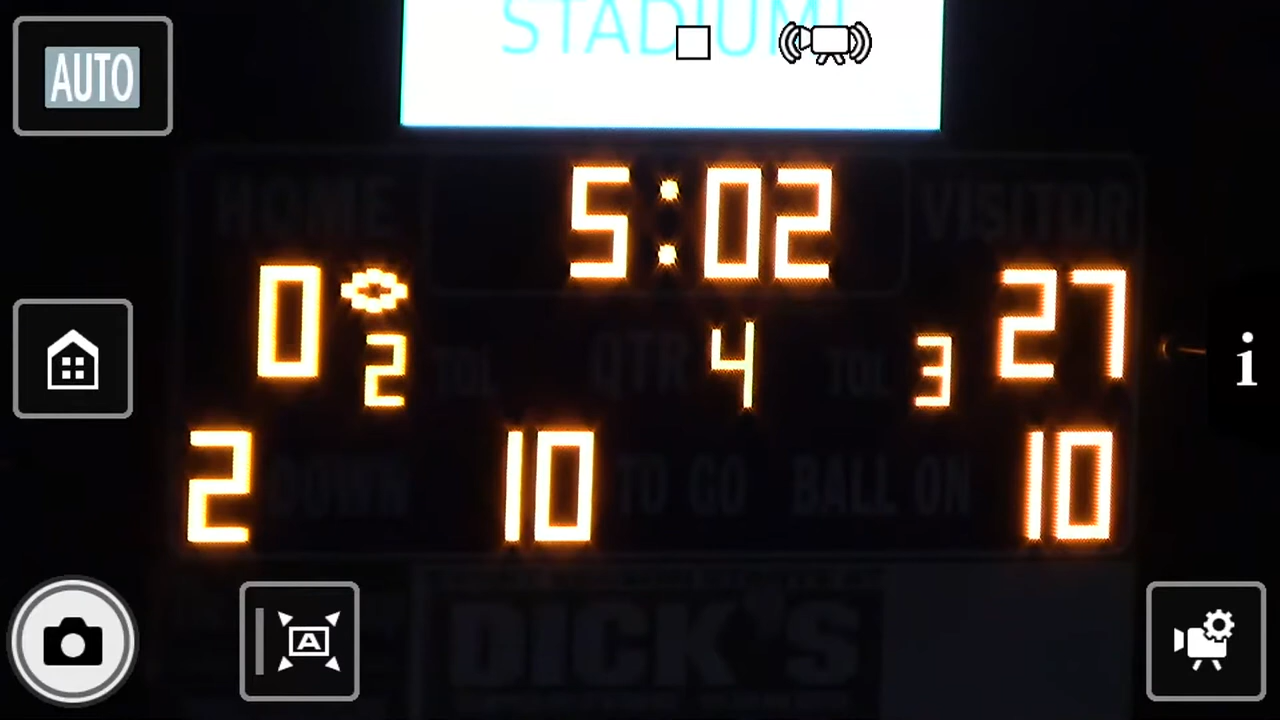 STADIUM!
AUTO
HOME
5:02
VISITOR
0
27
2 TOL QTR 4 TOL 3
2 DOWN 10 TO GO BALL ON 10
i
A
DICK'S